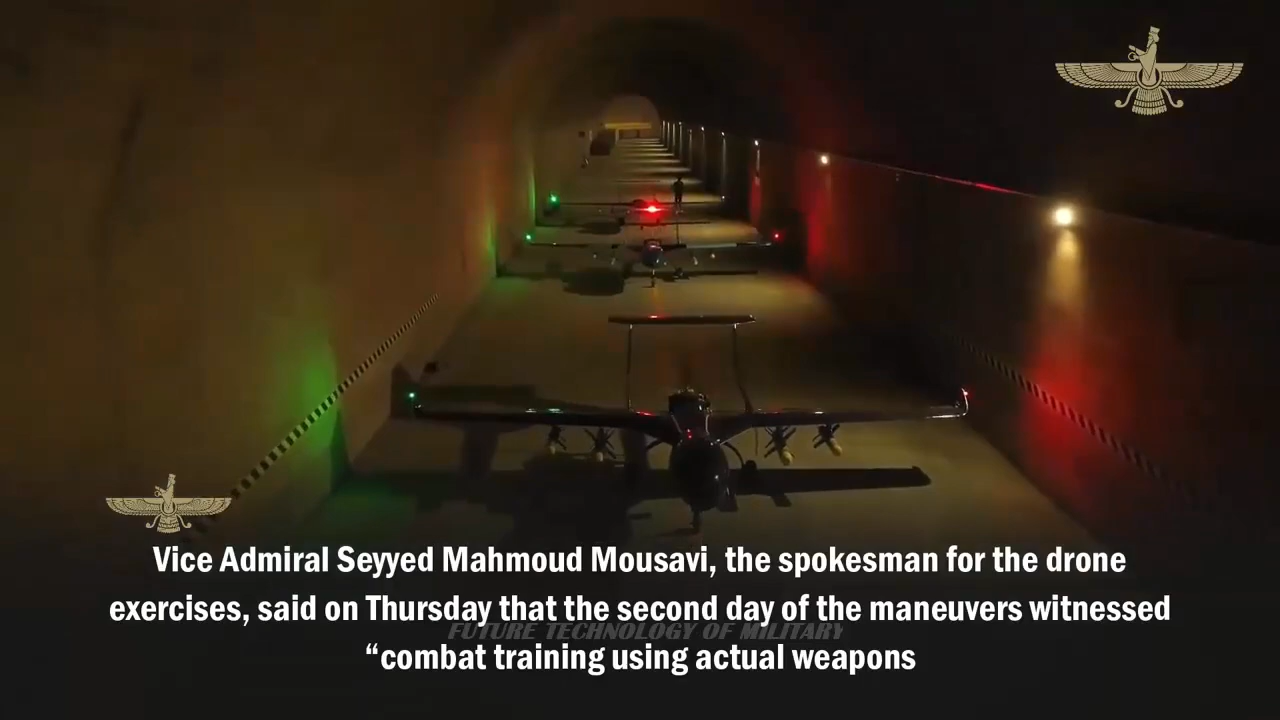 Vice Admiral Seyyed Mahmoud Mousavi, the spokesman for the drone
exercises, said on Thursday that the second day of the maneuvers witnessed
FUTURE TECHNOLOGY OF MILITARY
“combat training using actual weapons